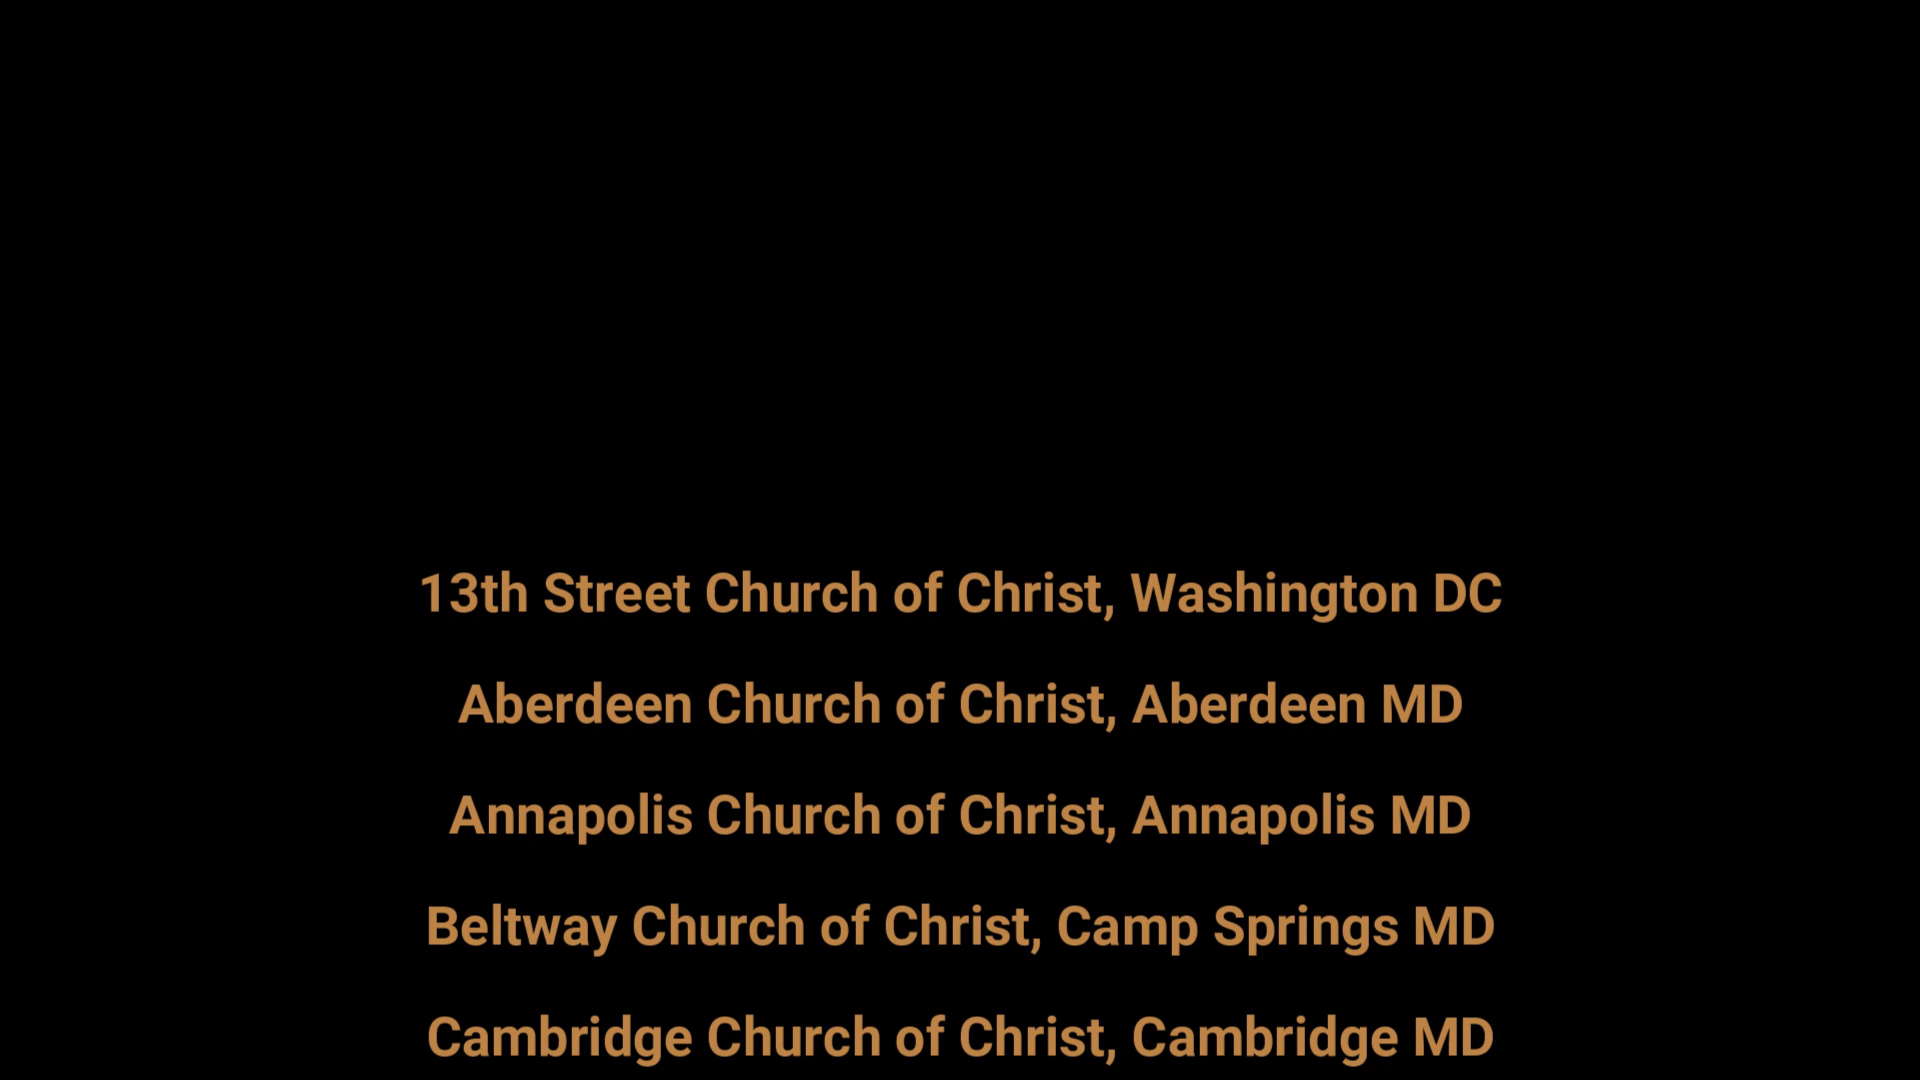 13th Street Church of Christ, Washington DC
Aberdeen Church of Christ, Aberdeen MD
Annapolis Church of Christ, Annapolis MD
Beltway Church of Christ, Camp Springs MD
Cambridge Church of Christ, Cambridge MD